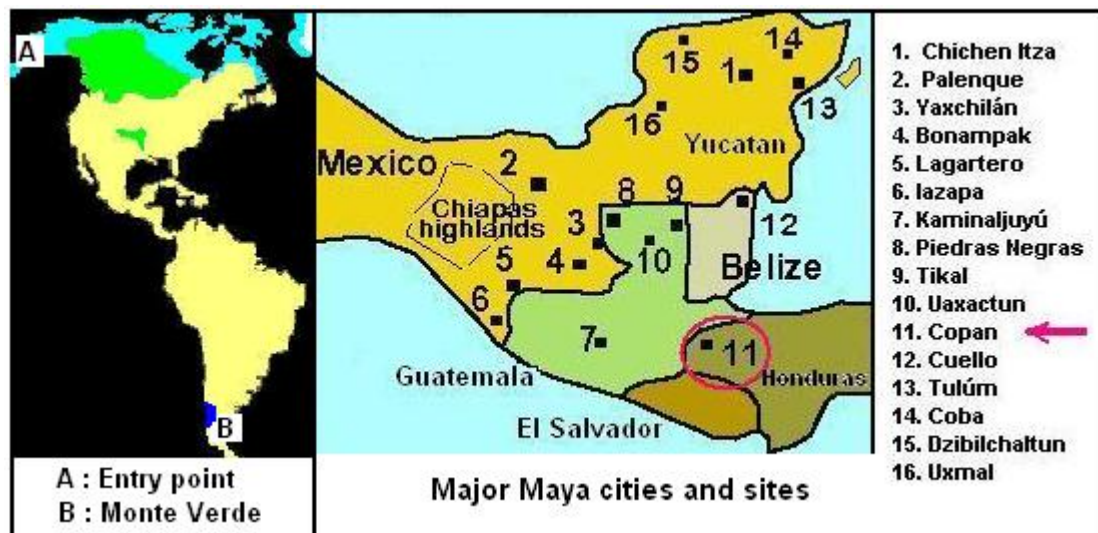 A
B
A : Entry point
B : Monte Verde
14
15
1
13
16
Yucatan
Mexico
2
8
9
Chiapas
highlands
3
12
10
Belize
5
4
6
7
11
Honduras
Guatemala
El Salvador
Major Maya cities and sites
1. Chichen Itza
2. Palenque
3. Yaxchilán
4. Bonampak
5. Lagartero
6. Iazapa
7. Kaminaljuyú
8. Piedras Negras
9. Tikal
10. Uaxactun
11. Copan
12. Cuello
13. Tulúm
14. Coba
15. Dzibilchaltun
16. Uxmal